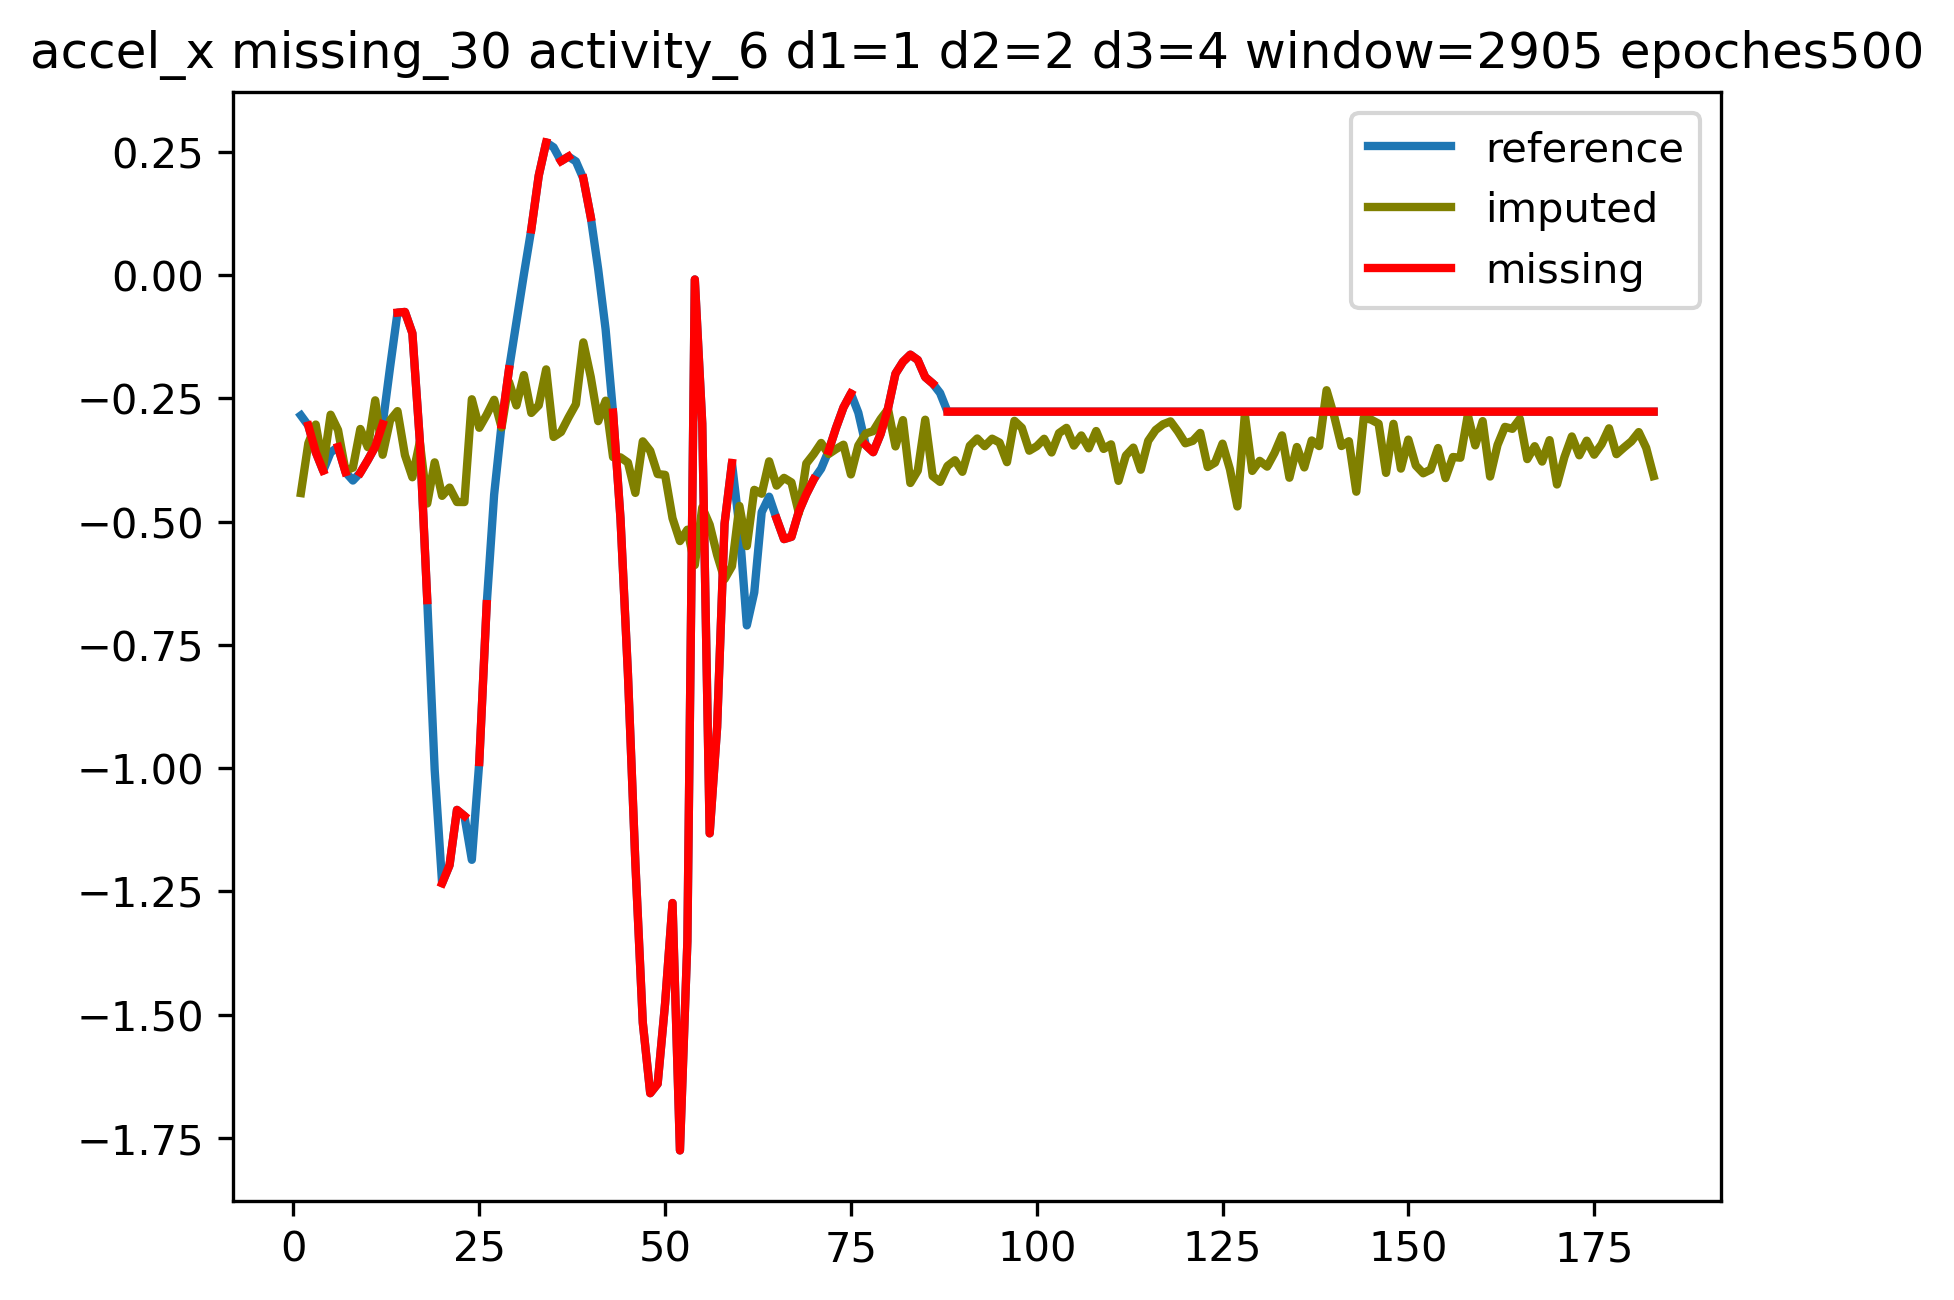 accel_x missing_30 activity_6 d1=1 d2=2 d3=4 window=2905 epoches500
reference
imputed
missing
0.25
0.00
−0.25
−0.50
−0.75
−1.00
−1.25
−1.50
−1.75
0 25 50 75 100 125 150 175